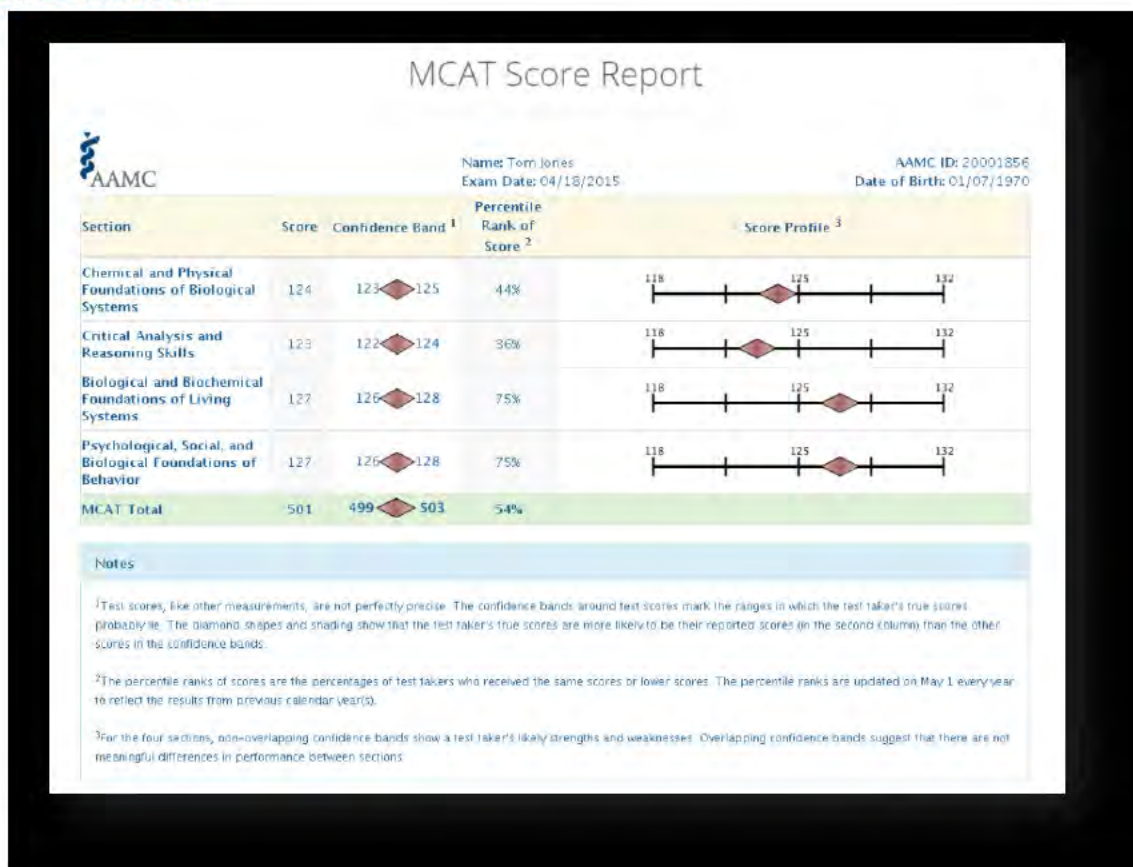 MCAT Score Report
AAMC
Name: Tom Jones
Exam Date: 04/18/2015
AAMC ID: 20001856
Date of Birth: 01/07/1970
Section Score Confidence Band 1 Percentile Rank of Score 2 Score Profile 3
Chemical and Physical
Foundations of Biological
Systems
124 123 125 44% 118 125 132
Critical Analysis and
Reasoning Skills
123 122 124 36% 118 125 132
Biological and Biochemical
Foundations of Living
Systems
127 126 128 75% 118 125 132
Psychological, Social, and
Biological Foundations of
Behavior
127 126 128 75% 118 125 132
MCAT Total 501 499 503 54%
Notes
1Test scores, like other measurements, are not perfectly precise. The confidence bands around test scores mark the ranges in which the test taker's true scores
probably lie. The diamond shapes and shading show that the test taker's true scores are more likely to be their reported scores (in the second column) than the other
scores in the confidence bands.
2The percentile ranks of scores are the percentages of test takers who received the same scores or lower scores. The percentile ranks are updated on May 1 every year
to reflect the results from previous calendar year(s).
3For the four sections, non-overlapping confidence bands show a test taker's likely strengths and weaknesses. Overlapping confidence bands suggest that there are not
meaningful differences in performance between sections